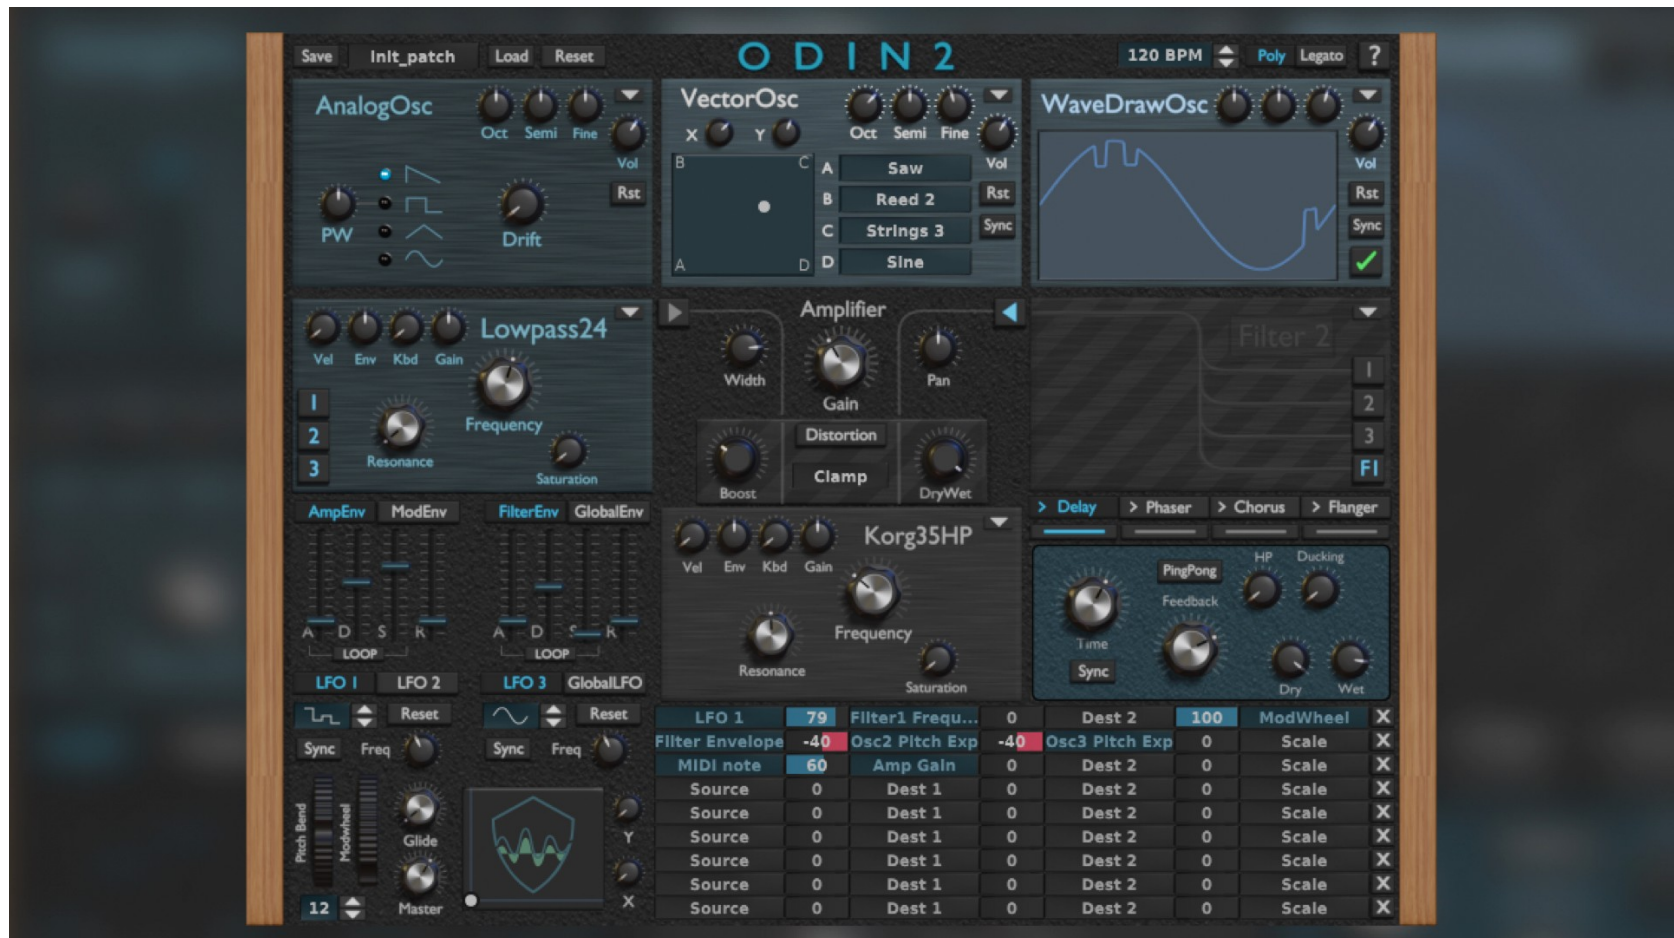 Save Init_patch Load Reset ODIN 2 120 BPM Poly Legato ?
AnalogOsc
Oct Semi Fine
Vol
Rst
PW
Drift
VectorOsc
X Y
Oct Semi Fine
Vol
B C
A D
A Saw
B Reed 2
C Strings 3
D Sine
Rst
Sync
WaveDrawOsc
Vol
Rst
Sync
Vel Env Kbd Gain
Lowpass24
1
2
3
Frequency
Resonance
Saturation
Amplifier
Width
Gain
Pan
Distortion
Clamp
Boost
DryWet
Filter 2
1
2
3
FI
AmpEnv ModEnv FilterEnv GlobalEnv
A D S R
LOOP
A D S R
LOOP
Korg35HP
Vel Env Kbd Gain
Frequency
Resonance
Saturation
> Delay > Phaser > Chorus > Flanger
HP Ducking
PingPong
Feedback
Time
Sync
Dry Wet
LFO 1 LFO 2 LFO 3 GlobalLFO
Reset
Sync Freq
Reset
Sync Freq
Pitch Bend
Modwheel
Glide
Master
12
Y
X
LFO 1 79 Filter1 Frequ... 0 Dest 2 100 ModWheel X
Filter Envelope -40 Osc2 Pitch Exp -40 Osc3 Pitch Exp 0 Scale X
MIDI note 60 Amp Gain 0 Dest 2 0 Scale X
Source 0 Dest 1 0 Dest 2 0 Scale X
Source 0 Dest 1 0 Dest 2 0 Scale X
Source 0 Dest 1 0 Dest 2 0 Scale X
Source 0 Dest 1 0 Dest 2 0 Scale X
Source 0 Dest 1 0 Dest 2 0 Scale X
Source 0 Dest 1 0 Dest 2 0 Scale X